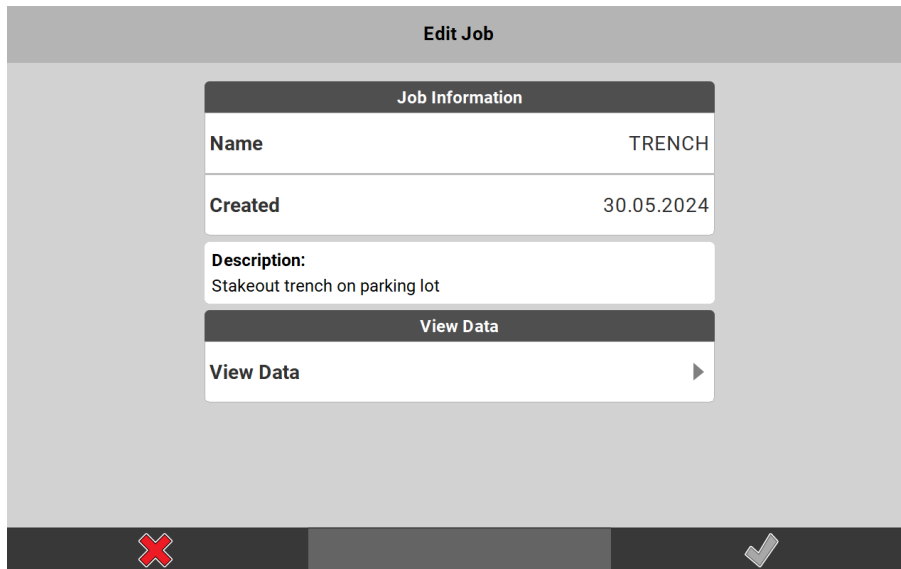 Edit Job
Job Information
Name TRENCH
Created 30.05.2024
Description:
Stakeout trench on parking lot
View Data
View Data